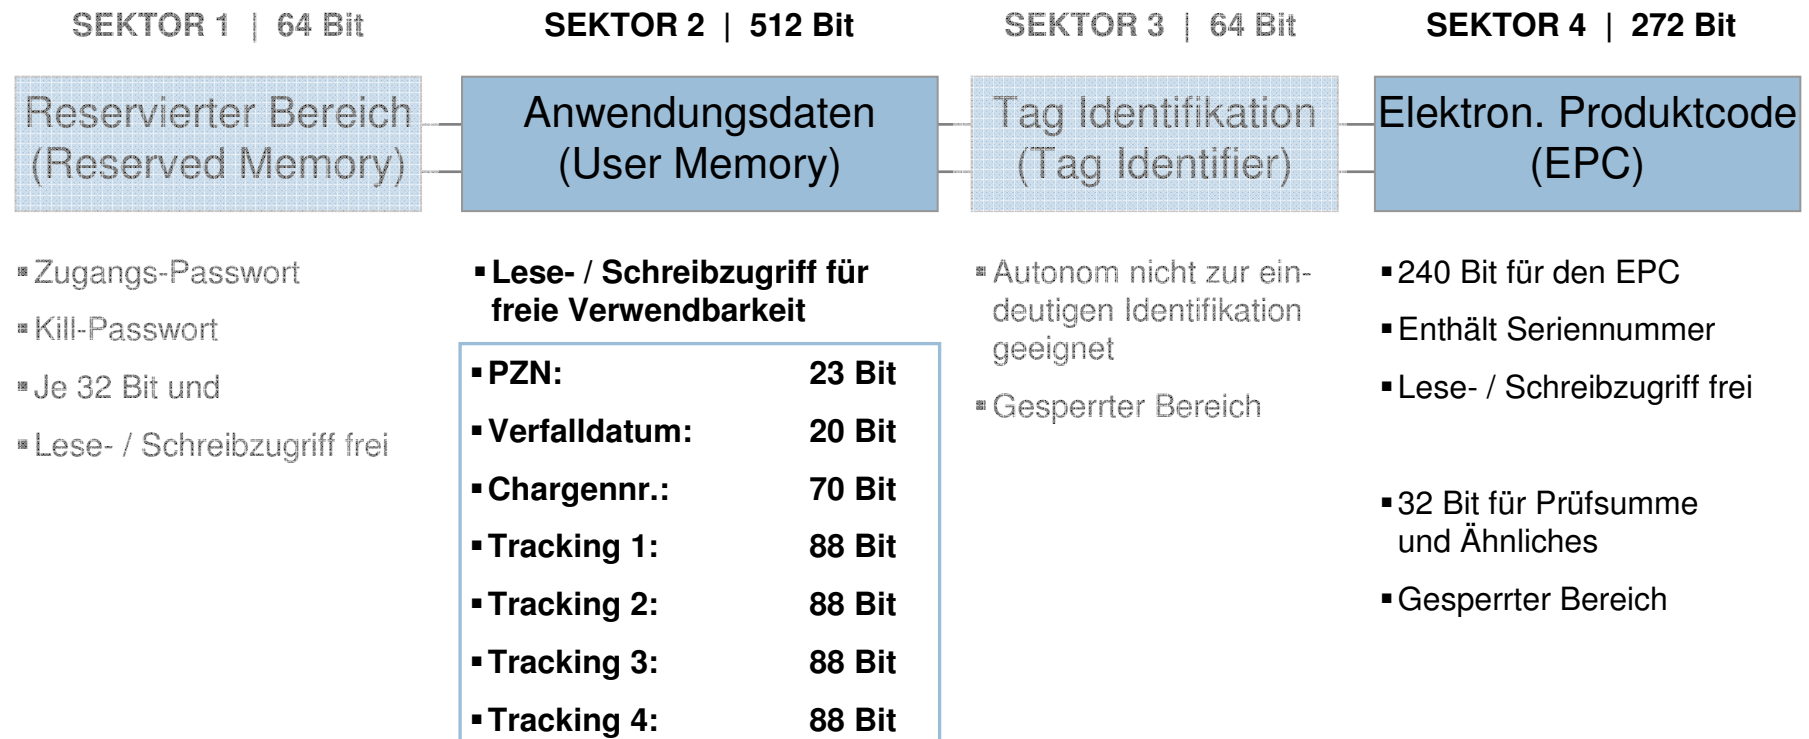 SEKTOR 1 | 64 Bit
Reservierter Bereich
(Reserved Memory)
▪ Zugangs-Passwort
▪ Kill-Passwort
▪ Je 32 Bit und
▪ Lese- / Schreibzugriff frei
SEKTOR 2 | 512 Bit
Anwendungsdaten
(User Memory)
▪ Lese- / Schreibzugriff für
freie Verwendbarkeit
▪ PZN: 23 Bit
▪ Verfalldatum: 20 Bit
▪ Chargennr.: 70 Bit
▪ Tracking 1: 88 Bit
▪ Tracking 2: 88 Bit
▪ Tracking 3: 88 Bit
▪ Tracking 4: 88 Bit
SEKTOR 3 | 64 Bit
Tag Identifikation
(Tag Identifier)
▪ Autonom nicht zur ein-
deutigen Identifikation
geeignet
▪ Gesperrter Bereich
SEKTOR 4 | 272 Bit
Elektron. Produktcode
(EPC)
▪ 240 Bit für den EPC
▪ Enthält Seriennummer
▪ Lese- / Schreibzugriff frei
▪ 32 Bit für Prüfsumme
und Ähnliches
▪ Gesperrter Bereich